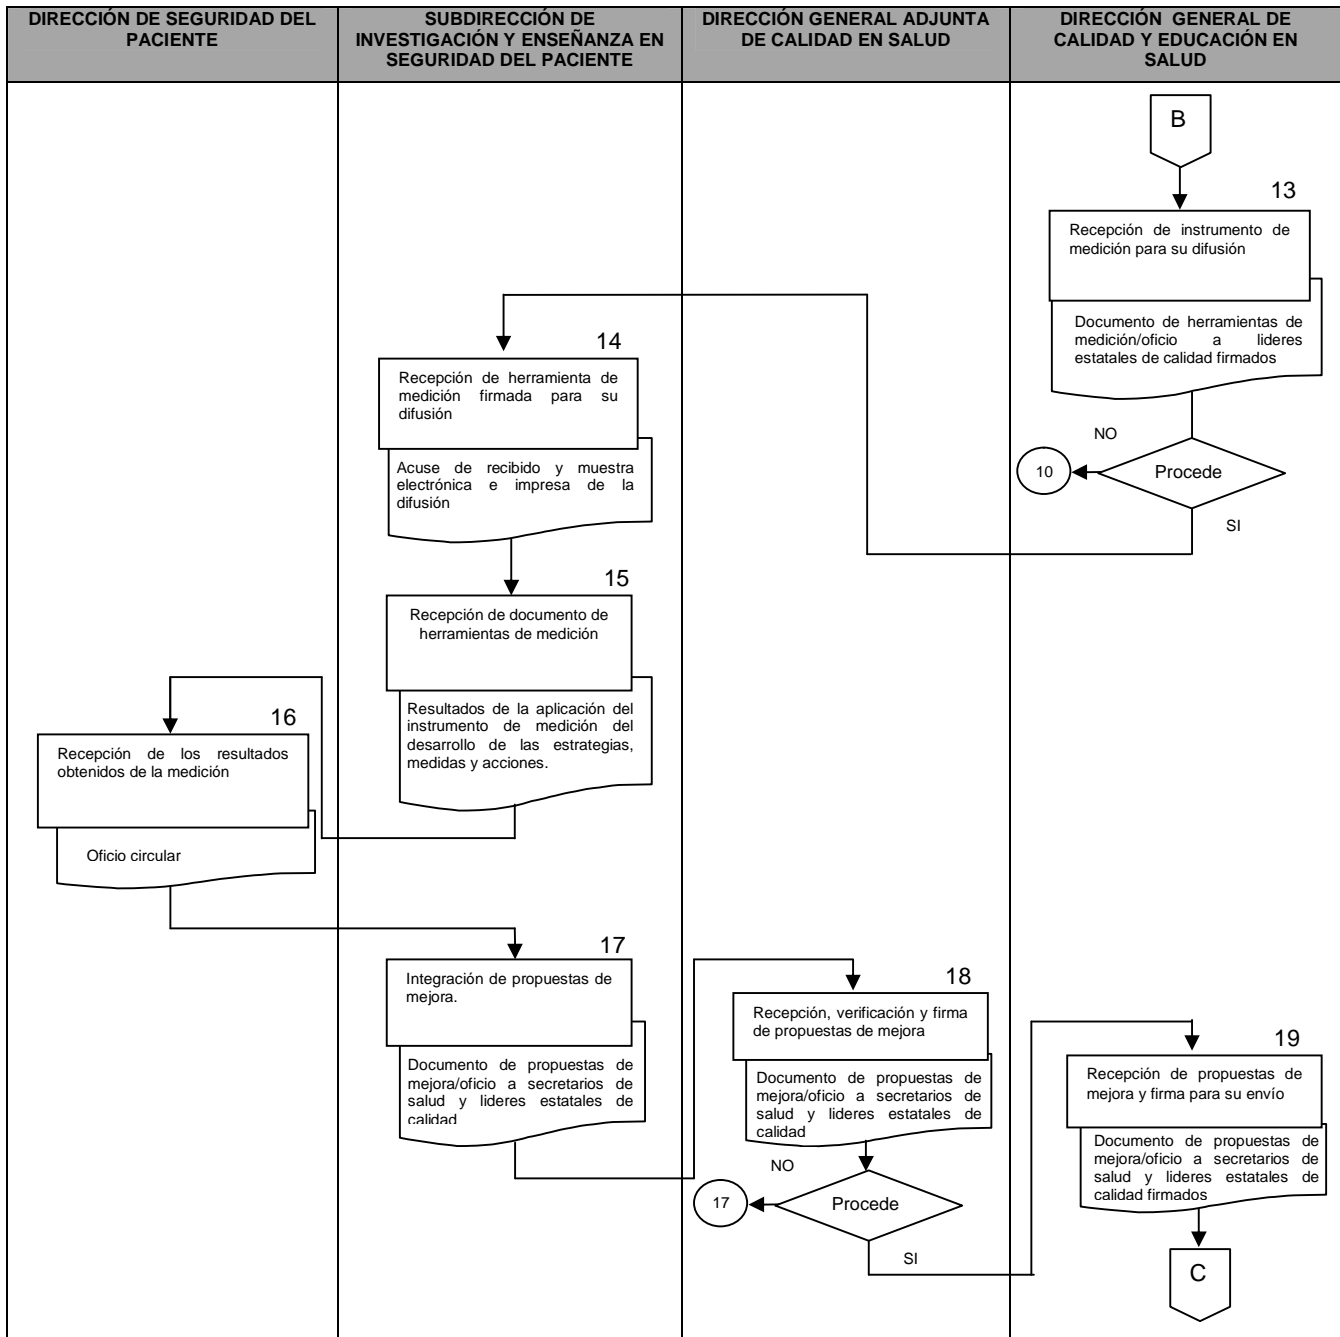 DIRECCIÓN DE SEGURIDAD DEL
PACIENTE
SUBDIRECCIÓN DE
INVESTIGACIÓN Y ENSEÑANZA EN
SEGURIDAD DEL PACIENTE
DIRECCIÓN GENERAL ADJUNTA
DE CALIDAD EN SALUD
DIRECCIÓN GENERAL DE
CALIDAD Y EDUCACIÓN EN
SALUD
B
13
Recepción de instrumento de
medición para su difusión
Documento de herramientas de
medición/oficio a lideres
estatales de calidad firmados
NO
10
Procede
SI
14
Recepción de herramienta de
medición firmada para su
difusión
Acuse de recibido y muestra
electrónica e impresa de la
difusión
15
Recepción de documento de
herramientas de medición
Resultados de la aplicación del
instrumento de medición del
desarrollo de las estrategias,
medidas y acciones.
16
Recepción de los resultados
obtenidos de la medición
Oficio circular
17
Integración de propuestas de
mejora.
Documento de propuestas de
mejora/oficio a secretarios de
salud y lideres estatales de
calidad
18
Recepción, verificación y firma
de propuestas de mejora
Documento de propuestas de
mejora/oficio a secretarios de
salud y lideres estatales de
calidad
NO
17
Procede
SI
19
Recepción de propuestas de
mejora y firma para su envío
Documento de propuestas de
mejora/oficio a secretarios de
salud y lideres estatales de
calidad firmados
C